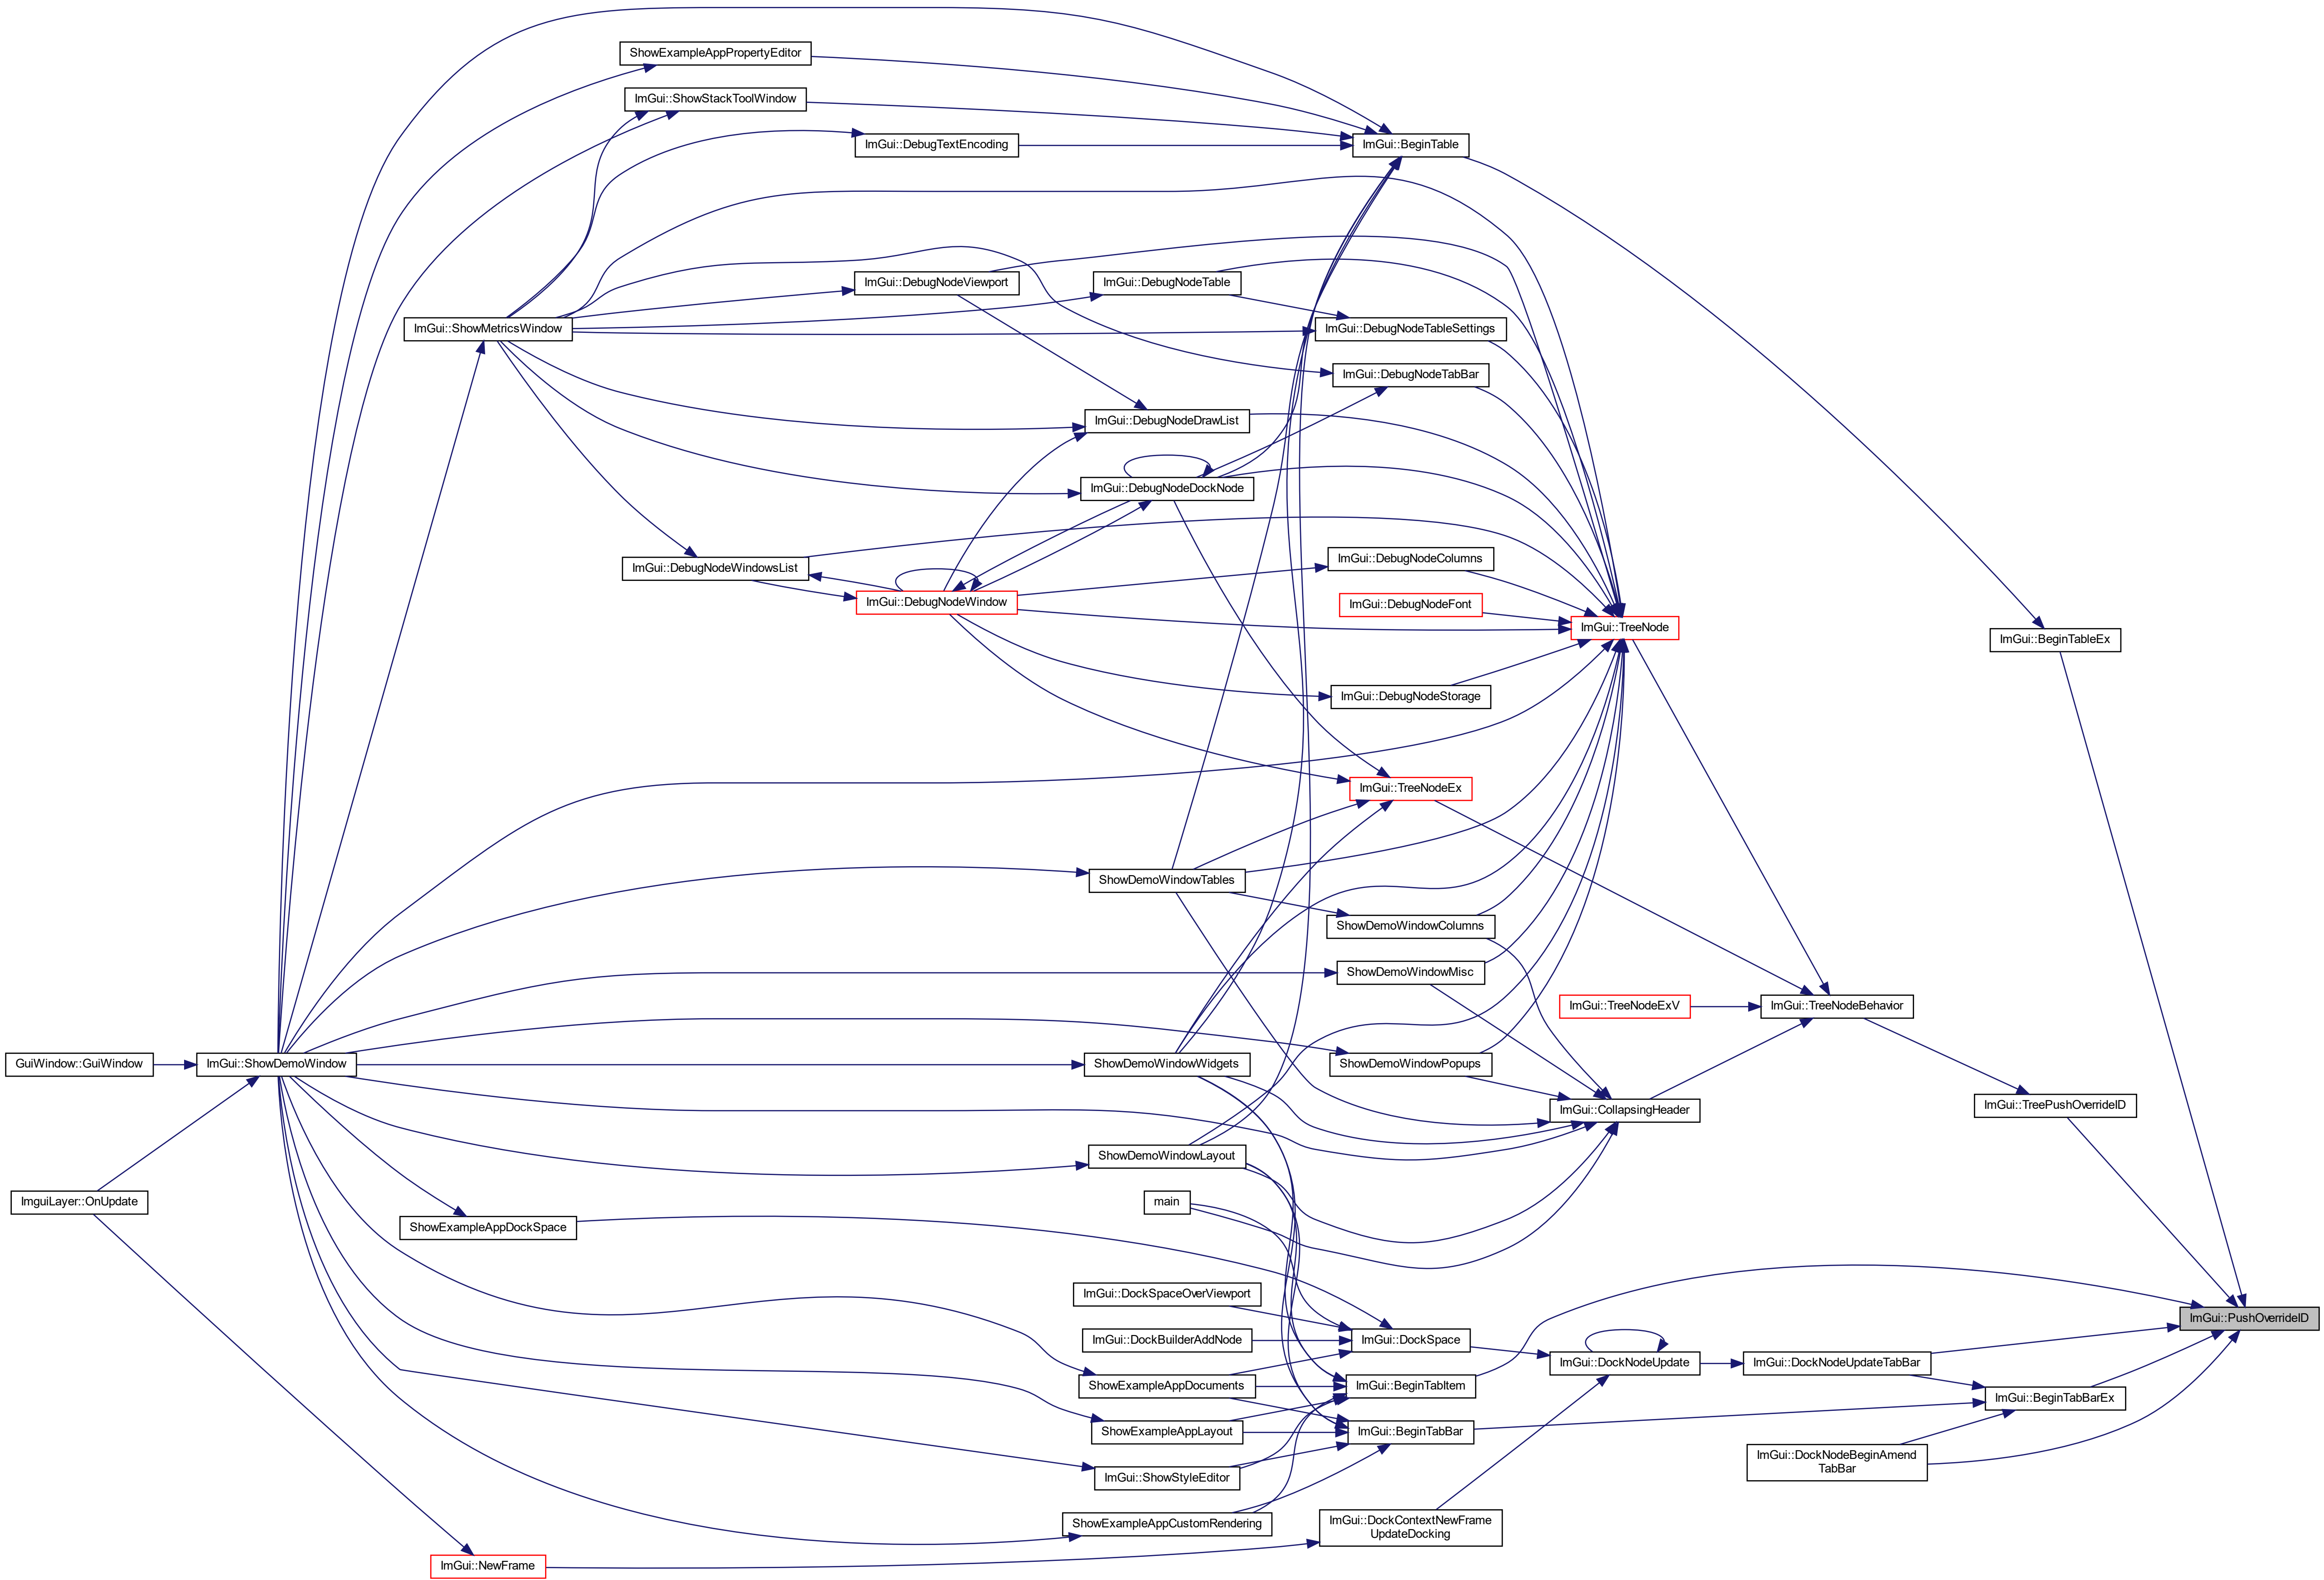 ShowExampleAppPropertyEditor
ImGui::ShowStackToolWindow
ImGui::DebugTextEncoding
ImGui::BeginTable
ImGui::DebugNodeViewport
ImGui::DebugNodeTable
ImGui::ShowMetricsWindow
ImGui::DebugNodeTableSettings
ImGui::DebugNodeTabBar
ImGui::DebugNodeDrawList
ImGui::DebugNodeDockNode
ImGui::DebugNodeWindowsList
ImGui::DebugNodeColumns
ImGui::DebugNodeWindow
ImGui::DebugNodeFont
ImGui::TreeNode
ImGui::BeginTableEx
ImGui::DebugNodeStorage
ImGui::TreeNodeEx
ShowDemoWindowTables
ShowDemoWindowColumns
ShowDemoWindowMisc
ImGui::TreeNodeExV
ImGui::TreeNodeBehavior
GuiWindow::GuiWindow
ImGui::ShowDemoWindow
ShowDemoWindowWidgets
ShowDemoWindowPopups
ImGui::CollapsingHeader
ImGui::TreePushOverrideID
ShowDemoWindowLayout
ImguiLayer::OnUpdate
main
ShowExampleAppDockSpace
ImGui::DockSpaceOverViewport
ImGui::PushOverrideID
ImGui::DockBuilderAddNode
ImGui::DockSpace
ImGui::DockNodeUpdate
ImGui::DockNodeUpdateTabBar
ShowExampleAppDocuments
ImGui::BeginTabItem
ImGui::BeginTabBarEx
ShowExampleAppLayout
ImGui::BeginTabBar
ImGui::DockNodeBeginAmend
TabBar
ImGui::ShowStyleEditor
ShowExampleAppCustomRendering
ImGui::DockContextNewFrame
UpdateDocking
ImGui::NewFrame